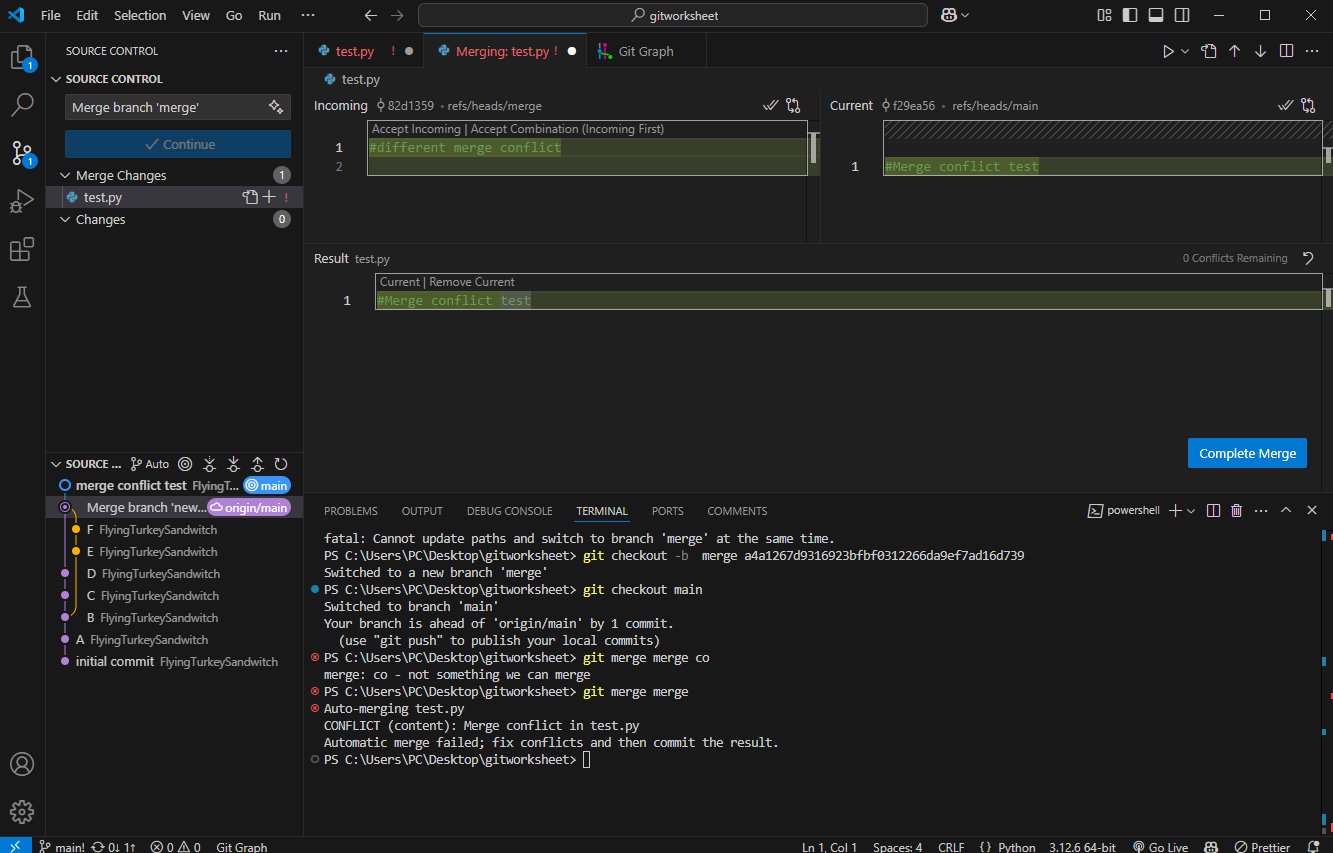 File Edit Selection View Go Run ··· gitworksheet
SOURCE CONTROL ···
SOURCE CONTROL
Merge branch 'merge'
Continue
Merge Changes 1
test.py !
Changes 0
test.py ! Merging: test.py ! Git Graph
test.py
Incoming 82d1359 • refs/heads/merge
Accept Incoming | Accept Combination (Incoming First)
1 #different merge conflict
2
Current f29ea56 • refs/heads/main
1 #Merge conflict test
Result test.py 0 Conflicts Remaining
Current | Remove Current
1 #Merge conflict test
Complete Merge
SOURCE ... Auto
merge conflict test FlyingT... main
Merge branch 'new... origin/main
F FlyingTurkeySandwitch
E FlyingTurkeySandwitch
D FlyingTurkeySandwitch
C FlyingTurkeySandwitch
B FlyingTurkeySandwitch
A FlyingTurkeySandwitch
initial commit FlyingTurkeySandwitch
PROBLEMS OUTPUT DEBUG CONSOLE TERMINAL PORTS COMMENTS powershell
fatal: Cannot update paths and switch to branch 'merge' at the same time.
PS C:\Users\PC\Desktop\gitworksheet> git checkout -b  merge a4a1267d9316923bfbf0312266da9ef7ad16d739
Switched to a new branch 'merge'
PS C:\Users\PC\Desktop\gitworksheet> git checkout main
Switched to branch 'main'
Your branch is ahead of 'origin/main' by 1 commit.
(use "git push" to publish your local commits)
PS C:\Users\PC\Desktop\gitworksheet> git merge merge co
merge: co - not something we can merge
PS C:\Users\PC\Desktop\gitworksheet> git merge merge
Auto-merging test.py
CONFLICT (content): Merge conflict in test.py
Automatic merge failed; fix conflicts and then commit the result.
PS C:\Users\PC\Desktop\gitworksheet>
1
1
main! 0↓ 1↑ 0 0 Git Graph Ln 1, Col 1 Spaces: 4 CRLF {} Python 3.12.6 64-bit Go Live Prettier